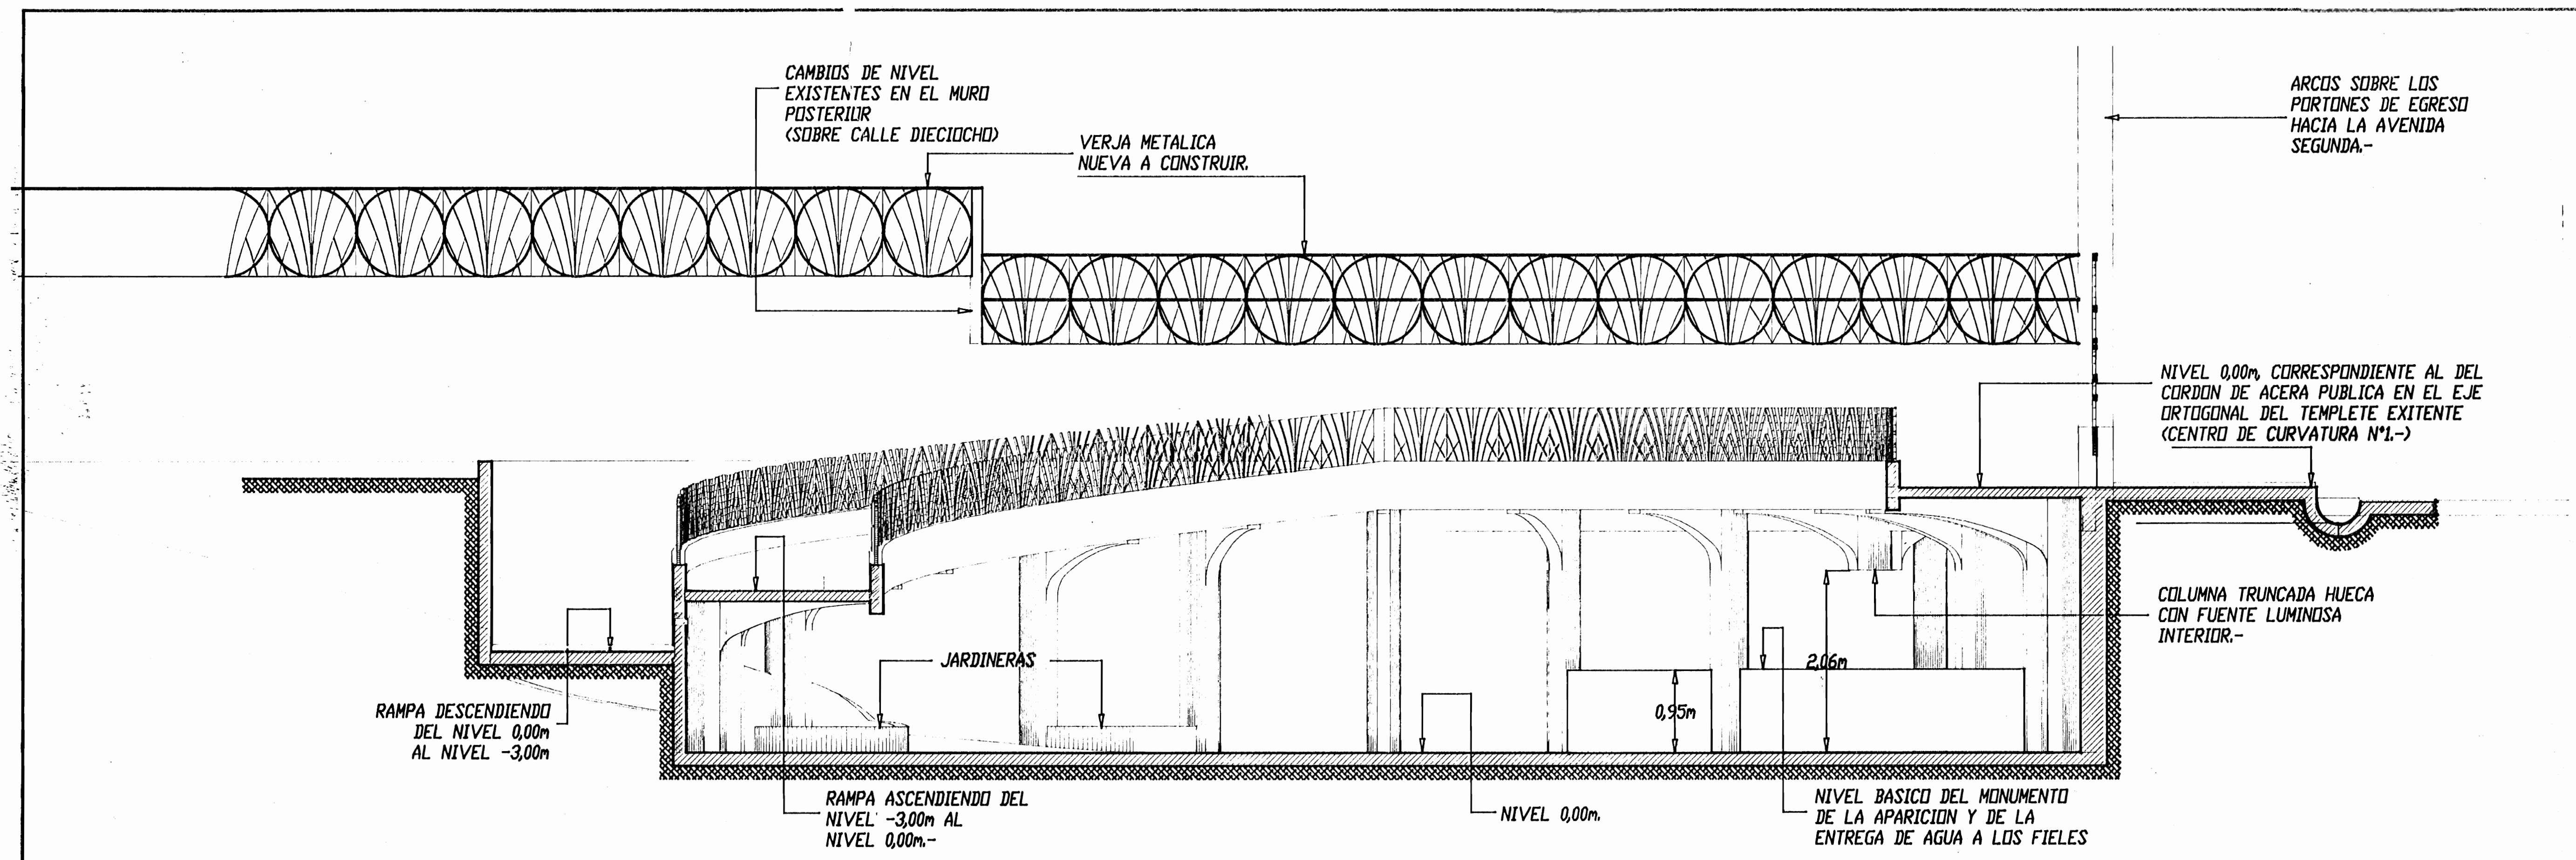 CAMBIOS DE NIVEL
EXISTENTES EN EL MURO
POSTERIOR
(SOBRE CALLE DIECIOCHO)
VERJA METALICA
NUEVA A CONSTRUIR.
ARCOS SOBRE LOS
PORTONES DE EGRESO
HACIA LA AVENIDA
SEGUNDA.-
NIVEL 0,00m, CORRESPONDIENTE AL DEL
CORDON DE ACERA PUBLICA EN EL EJE
ORTOGONAL DEL TEMPLETE EXITENTE
(CENTRO DE CURVATURA N°1.-)
COLUMNA TRUNCADA HUECA
CON FUENTE LUMINOSA
INTERIOR.-
JARDINERAS
2,06m
0,95m
RAMPA DESCENDIENDO
DEL NIVEL 0,00m
AL NIVEL -3,00m
RAMPA ASCENDIENDO DEL
NIVEL -3,00m AL
NIVEL 0,00m.-
NIVEL 0,00m.
NIVEL BASICO DEL MONUMENTO
DE LA APARICION Y DE LA
ENTREGA DE AGUA A LOS FIELES